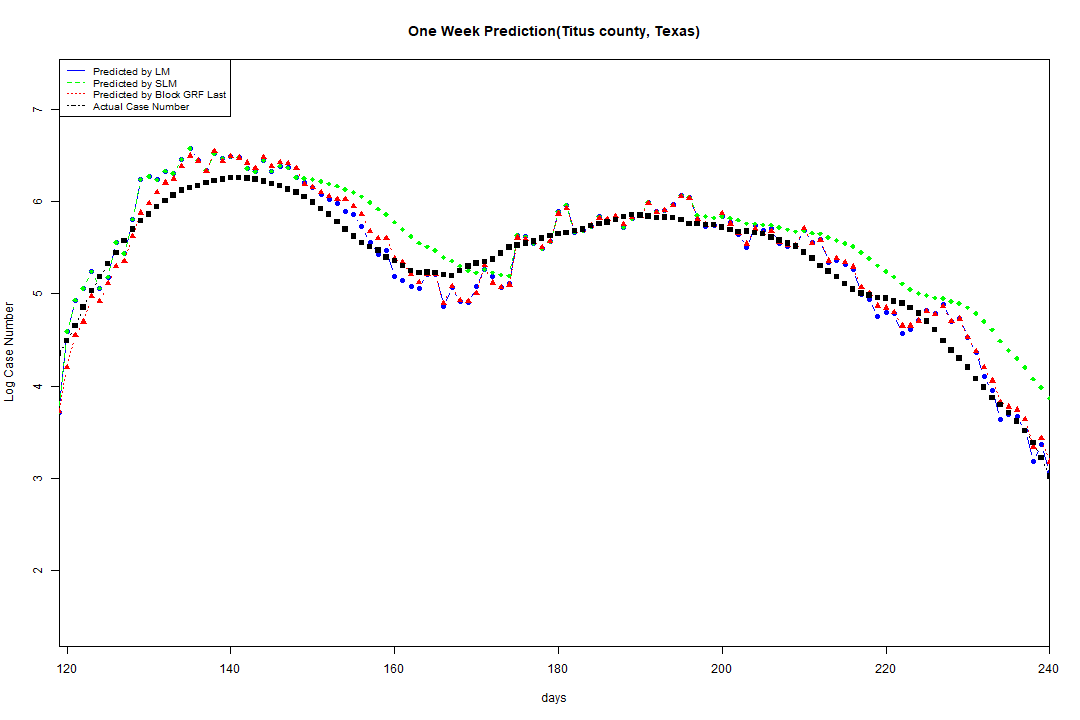 One Week Prediction(Titus county, Texas)
Predicted by LM
Predicted by SLM
Predicted by Block GRF Last
Actual Case Number
7
6
5
4
3
2
Log Case Number
120 140 160 180 200 220 240
days